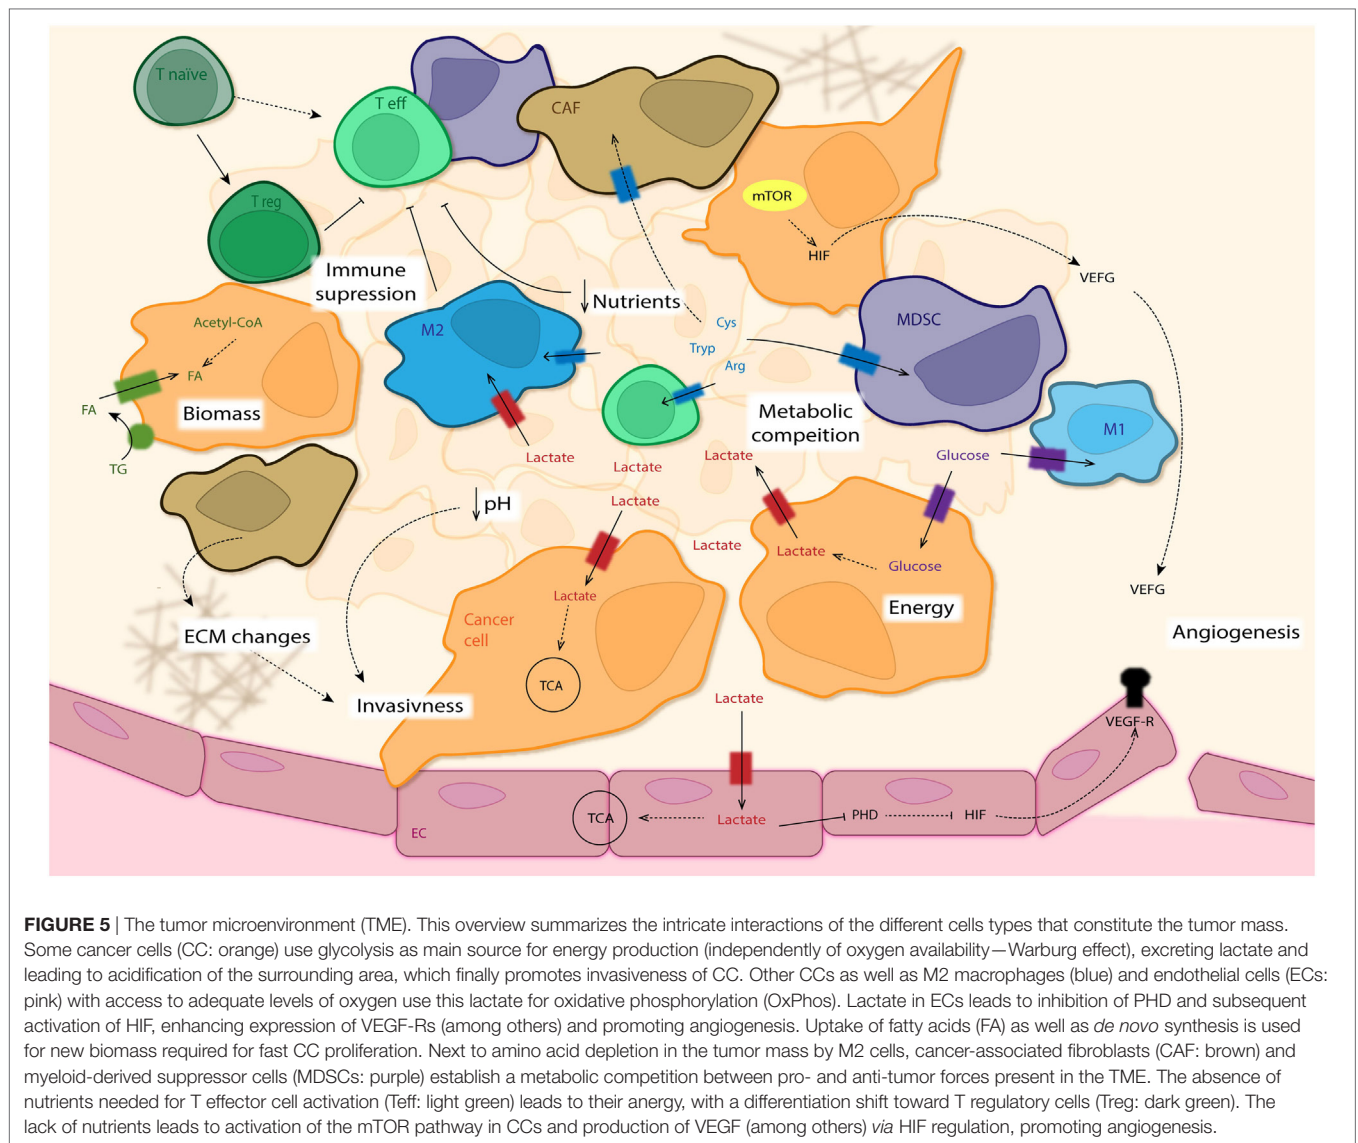 T naïve
T eff
CAF
mTOR
T reg
HIF
Immune
supression
VEFG
Nutrients
Acetyl-CoA
M2
Cys
MDSC
Tryp
FA
Arg
FA
Biomass
Metabolic
compeition
M1
TG
Lactate
Lactate
Lactate
Glucose
pH
Lactate
Lactate
Lactate
Glucose
VEFG
Lactate
Energy
Cancer
cell
ECM changes
Angiogenesis
TCA
Invasivness
Lactate
VEGF-R
TCA
Lactate
PHD
HIF
EC
FIGURE 5 | The tumor microenvironment (TME). This overview summarizes the intricate interactions of the different cells types that constitute the tumor mass.
Some cancer cells (CC: orange) use glycolysis as main source for energy production (independently of oxygen availability—Warburg effect), excreting lactate and
leading to acidification of the surrounding area, which finally promotes invasiveness of CC. Other CCs as well as M2 macrophages (blue) and endothelial cells (ECs:
pink) with access to adequate levels of oxygen use this lactate for oxidative phosphorylation (OxPhos). Lactate in ECs leads to inhibition of PHD and subsequent
activation of HIF, enhancing expression of VEGF-Rs (among others) and promoting angiogenesis. Uptake of fatty acids (FA) as well as de novo synthesis is used
for new biomass required for fast CC proliferation. Next to amino acid depletion in the tumor mass by M2 cells, cancer-associated fibroblasts (CAF: brown) and
myeloid-derived suppressor cells (MDSCs: purple) establish a metabolic competition between pro- and anti-tumor forces present in the TME. The absence of
nutrients needed for T effector cell activation (Teff: light green) leads to their anergy, with a differentiation shift toward T regulatory cells (Treg: dark green). The
lack of nutrients leads to activation of the mTOR pathway in CCs and production of VEGF (among others) via HIF regulation, promoting angiogenesis.